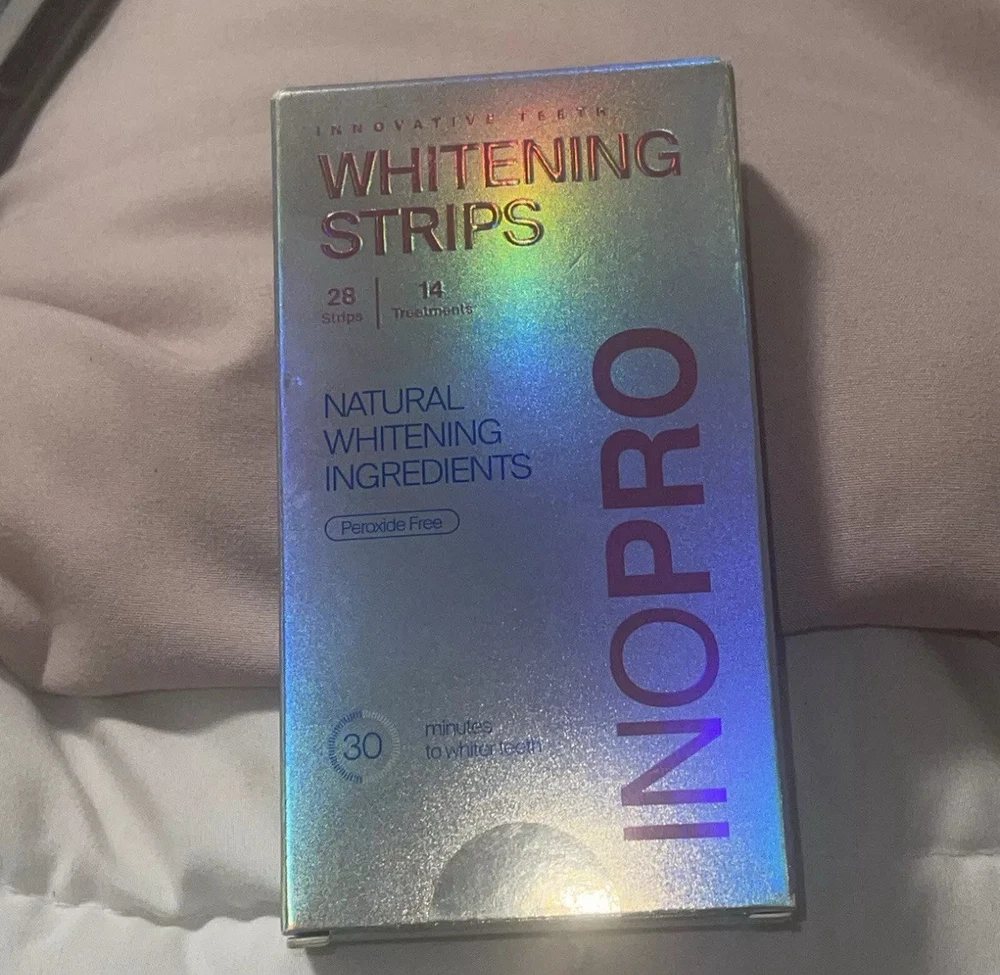 INNOVATIVE TEETH
WHITENING
STRIPS
28
Strips
14
Treatments
NATURAL
WHITENING
INGREDIENTS
Peroxide Free
INOPRO
30
minutes
to whiter teeth